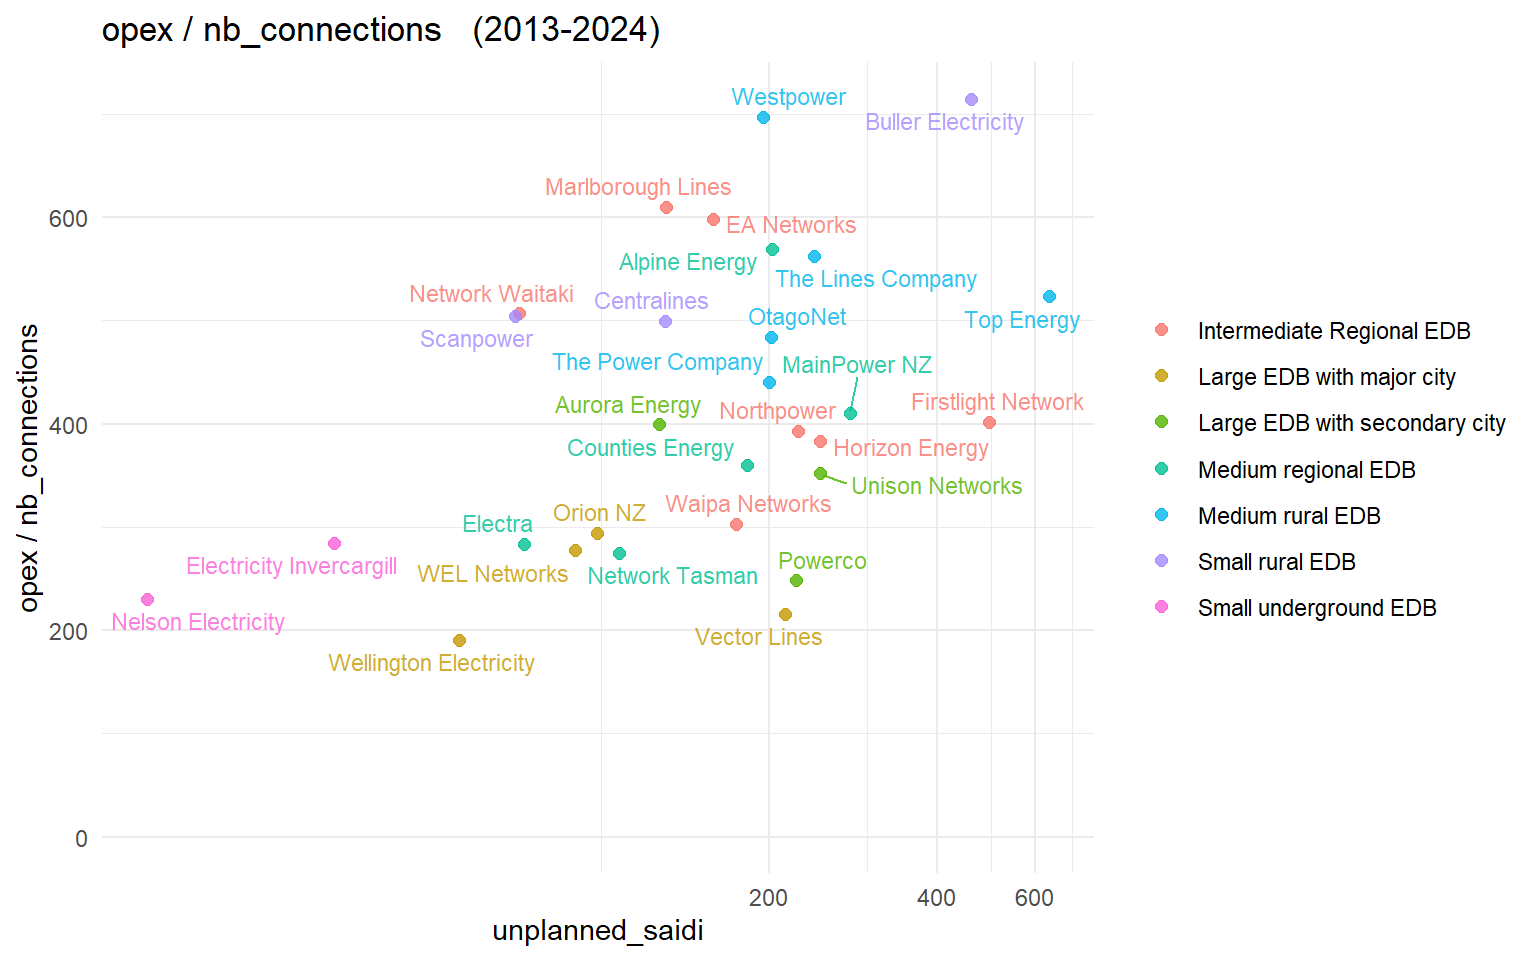 opex / nb_connections (2013-2024)
Westpower
Buller Electricity
Marlborough Lines
EA Networks
Alpine Energy
The Lines Company
Network Waitaki
Centralines
Scanpower
OtagoNet
Top Energy
The Power Company
MainPower NZ
Aurora Energy
Northpower
Firstlight Network
Counties Energy
Horizon Energy
Unison Networks
Waipa Networks
Orion NZ
Electra
Electricity Invercargill
WEL Networks
Network Tasman
Powerco
Nelson Electricity
Vector Lines
Wellington Electricity
600
400
200
0
opex / nb_connections
200
400
600
unplanned_saidi
Intermediate Regional EDB
Large EDB with major city
Large EDB with secondary city
Medium regional EDB
Medium rural EDB
Small rural EDB
Small underground EDB